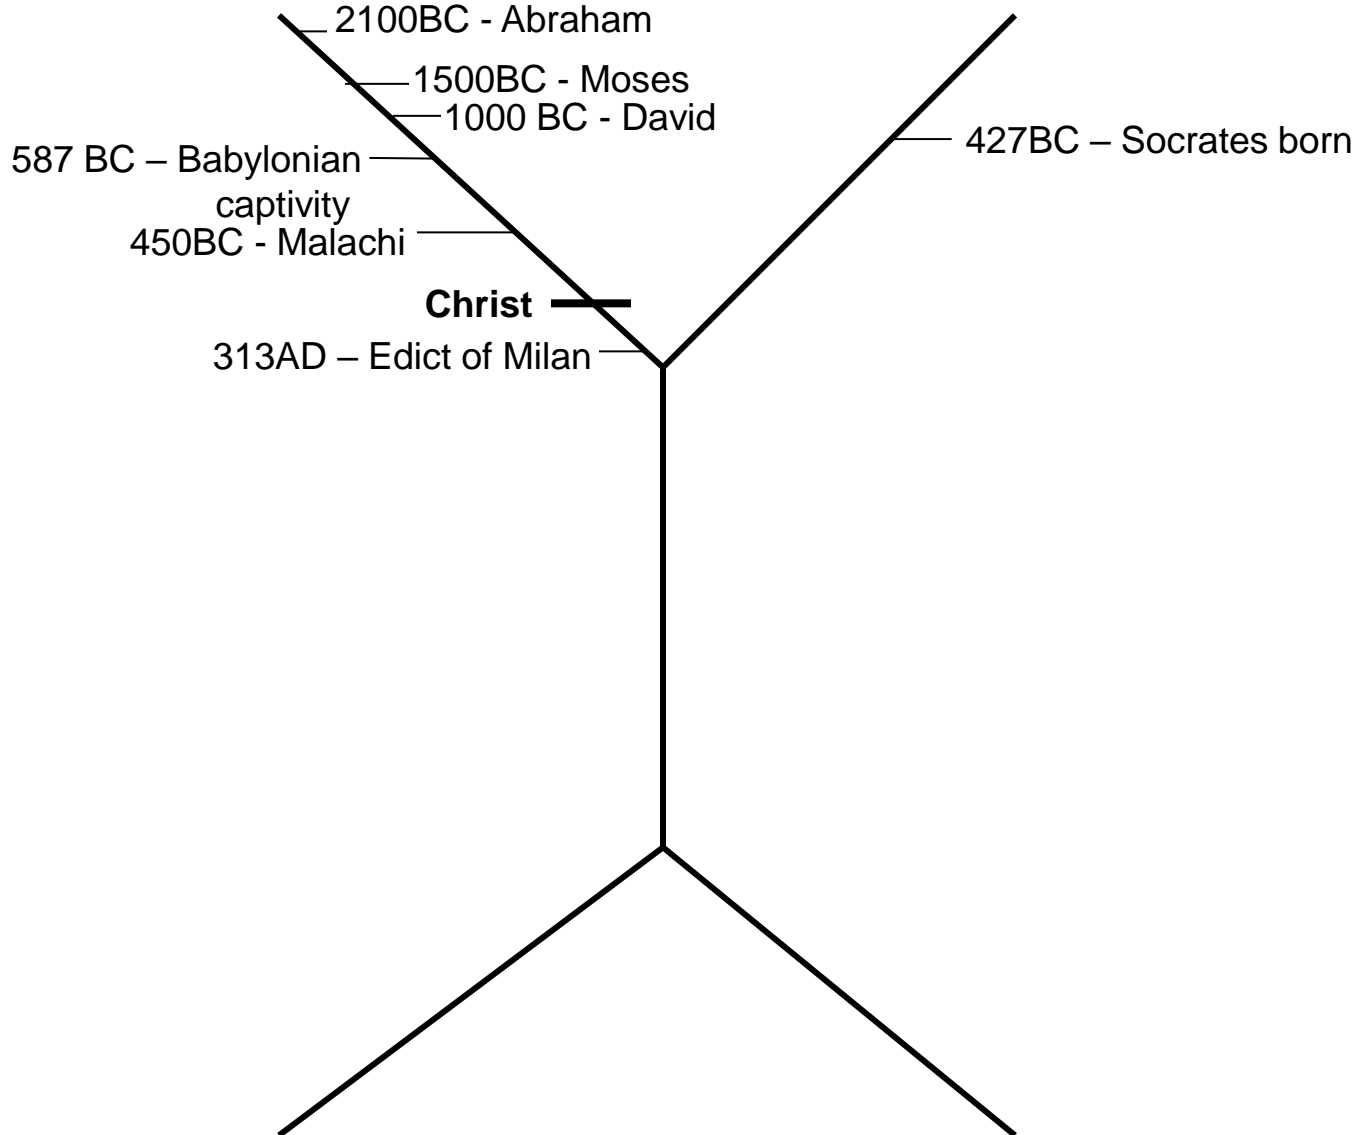 2100BC - Abraham
1500BC - Moses
1000 BC - David
427BC – Socrates born
587 BC – Babylonian
captivity
450BC - Malachi
Christ
313AD – Edict of Milan